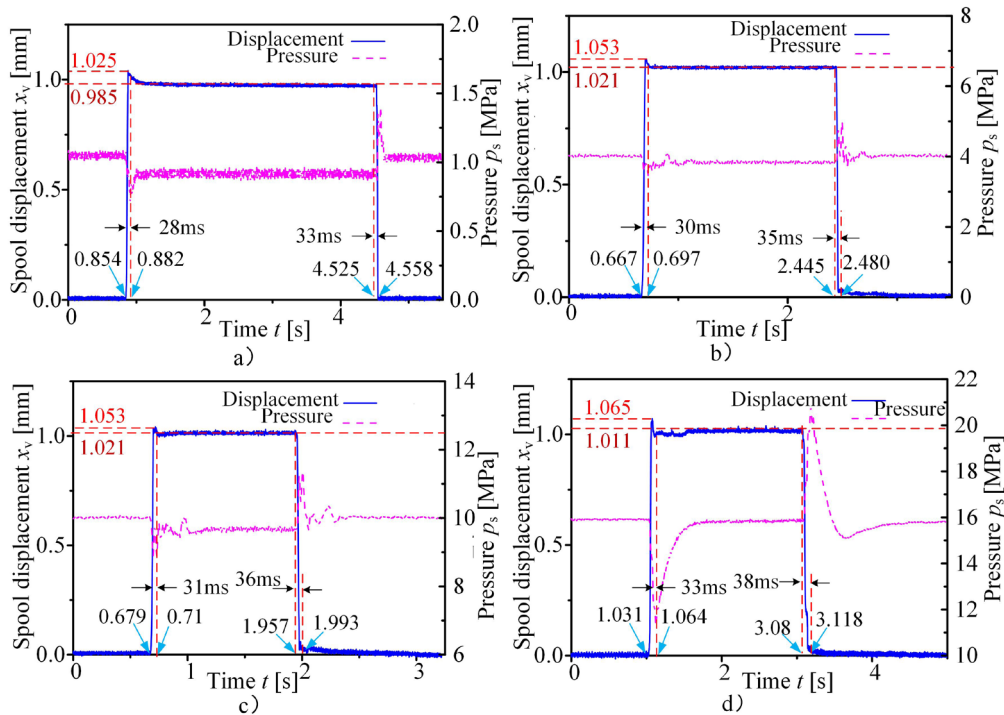 a)
Spool displacement xv [mm]
1.0
0.5
0.0
1.025
0.985
Displacement
Pressure
2.0
1.5
1.0
0.5
0.0
Pressure ps [MPa]
28ms
33ms
0.854
0.882
4.525
4.558
0
2
4
Time t [s]
a)
Spool displacement xv [mm]
1.0
0.5
0.0
1.053
1.021
Displacement
Pressure
8
6
4
2
0
Pressure ps [MPa]
30ms
35ms
0.667
0.697
2.445
2.480
0
2
Time t [s]
b)
Spool displacement xv [mm]
1.0
0.5
0.0
1.053
1.021
Displacement
Pressure
14
12
10
8
6
Pressure ps [MPa]
31ms
36ms
0.679
0.71
1.957
1.993
0
1
2
3
Time t [s]
c)
Spool displacement xv [mm]
1.0
0.5
0.0
1.065
1.011
Displacement
Pressure
22
20
18
16
14
12
10
Pressure ps [MPa]
33ms
38ms
1.031
1.064
3.08
3.118
0
2
4
Time t [s]
d)